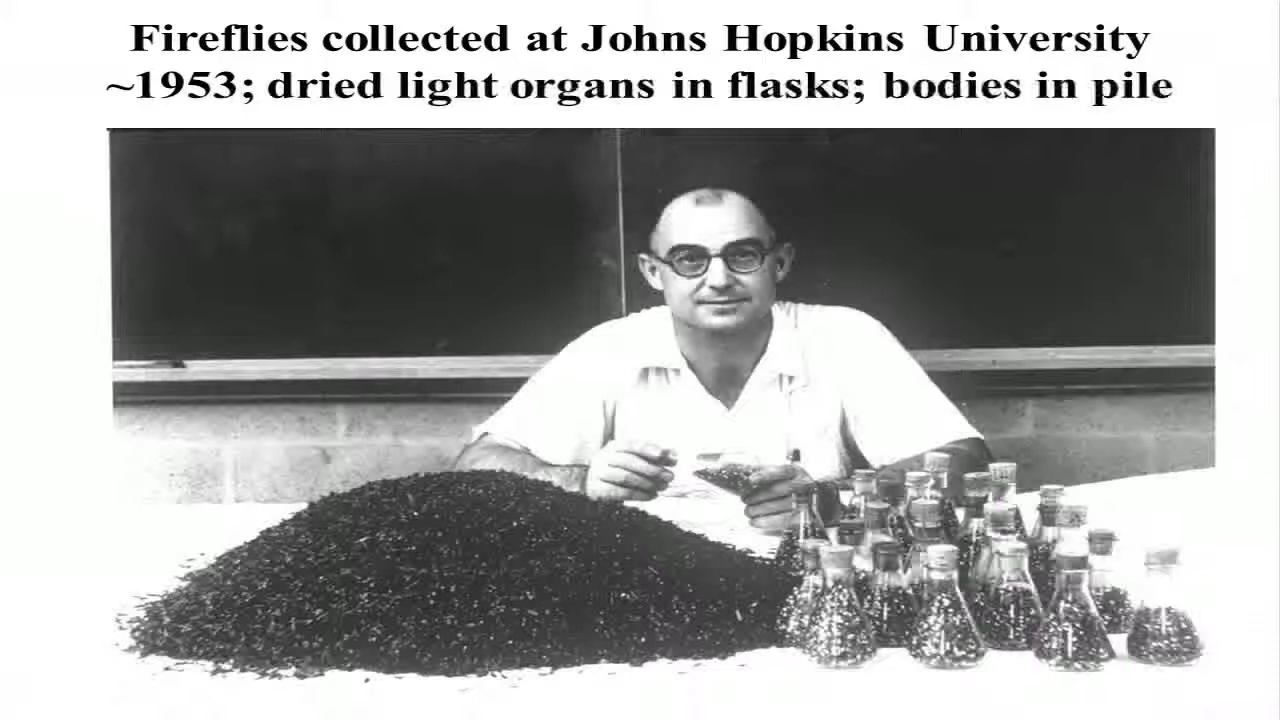 Fireflies collected at Johns Hopkins University
~1953; dried light organs in flasks; bodies in pile